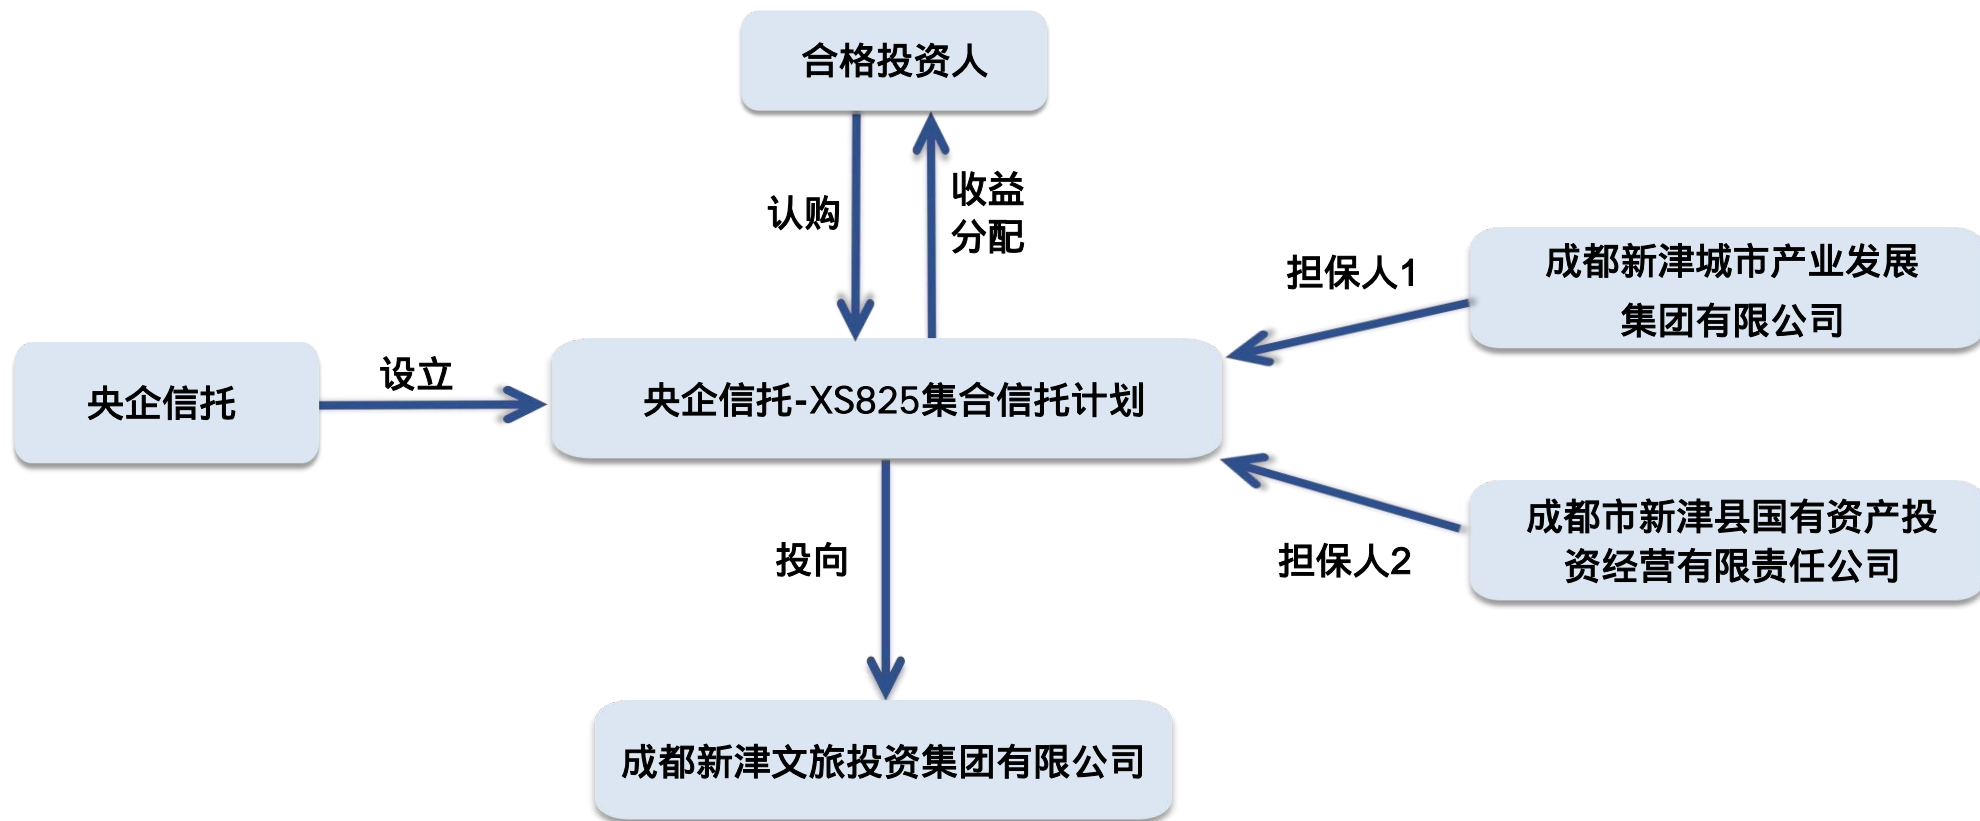 合格投资人
认购
收益
分配
担保人1
成都新津城市产业发展
集团有限公司
央企信托
设立
央企信托-XS825集合信托计划
成都市新津县国有资产投
资经营有限责任公司
担保人2
投向
成都新津文旅投资集团有限公司